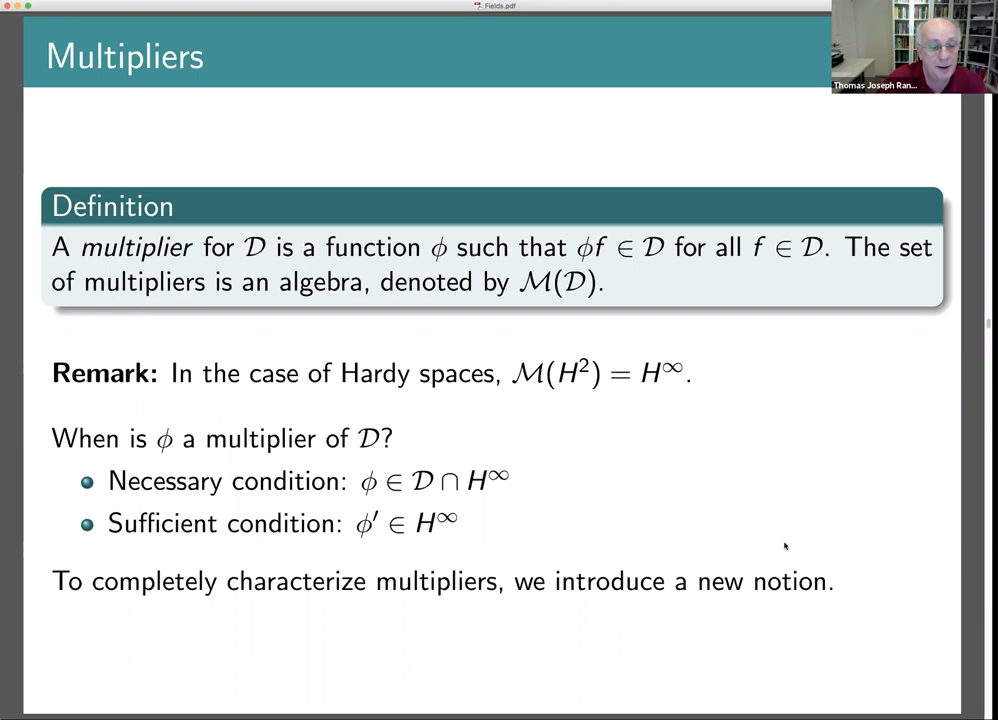 Fields.pdf
Multipliers
Thomas Joseph Ran...
Definition
A multiplier for 𝒟 is a function ϕ such that ϕf ∈ 𝒟 for all f ∈ 𝒟. The set
of multipliers is an algebra, denoted by ℳ(𝒟).
Remark: In the case of Hardy spaces, ℳ(H²) = H^∞.
When is ϕ a multiplier of 𝒟?
Necessary condition: ϕ ∈ 𝒟 ∩ H^∞
Sufficient condition: ϕ′ ∈ H^∞
To completely characterize multipliers, we introduce a new notion.